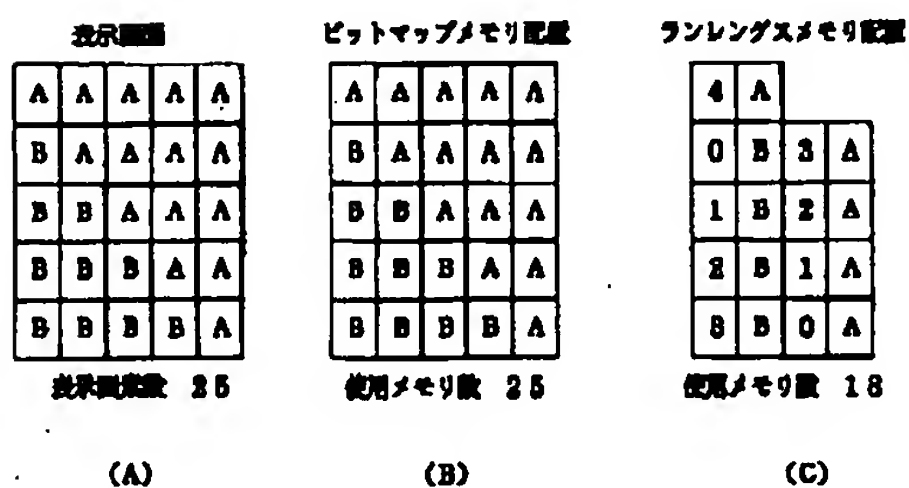 表示画面 ビットマップメモリ配置 ランレングスメモリ配置
A A A A A A A A A A 4 A
B A A A A B A A A A 0 B 3 A
B B A A A B B A A A 1 B 2 A
B B B A A B B B A A 2 B 1 A
B B B B A B B B B A 3 B 0 A
表示画素数 25 使用メモリ数 25 使用メモリ数 18
(A) (B) (C)